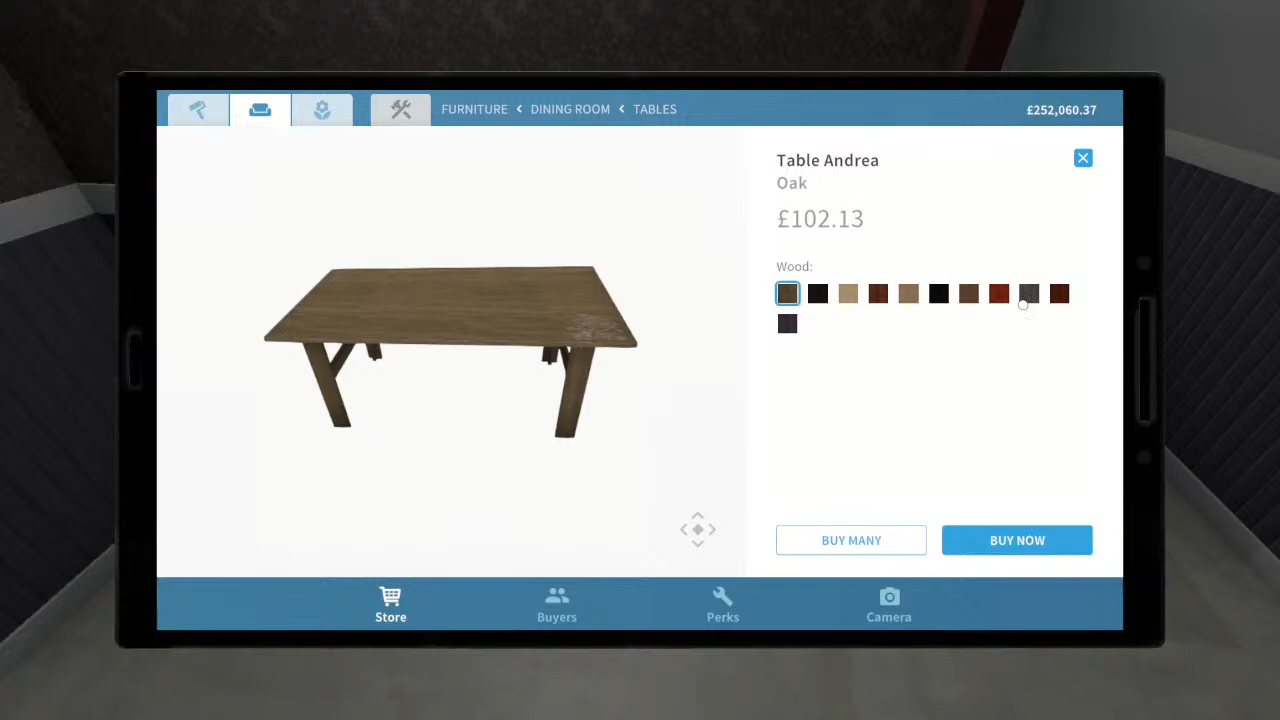 FURNITURE < DINING ROOM < TABLES
£252,060.37
Table Andrea
Oak
£102.13
Wood:
BUY MANY
BUY NOW
Store
Buyers
Perks
Camera